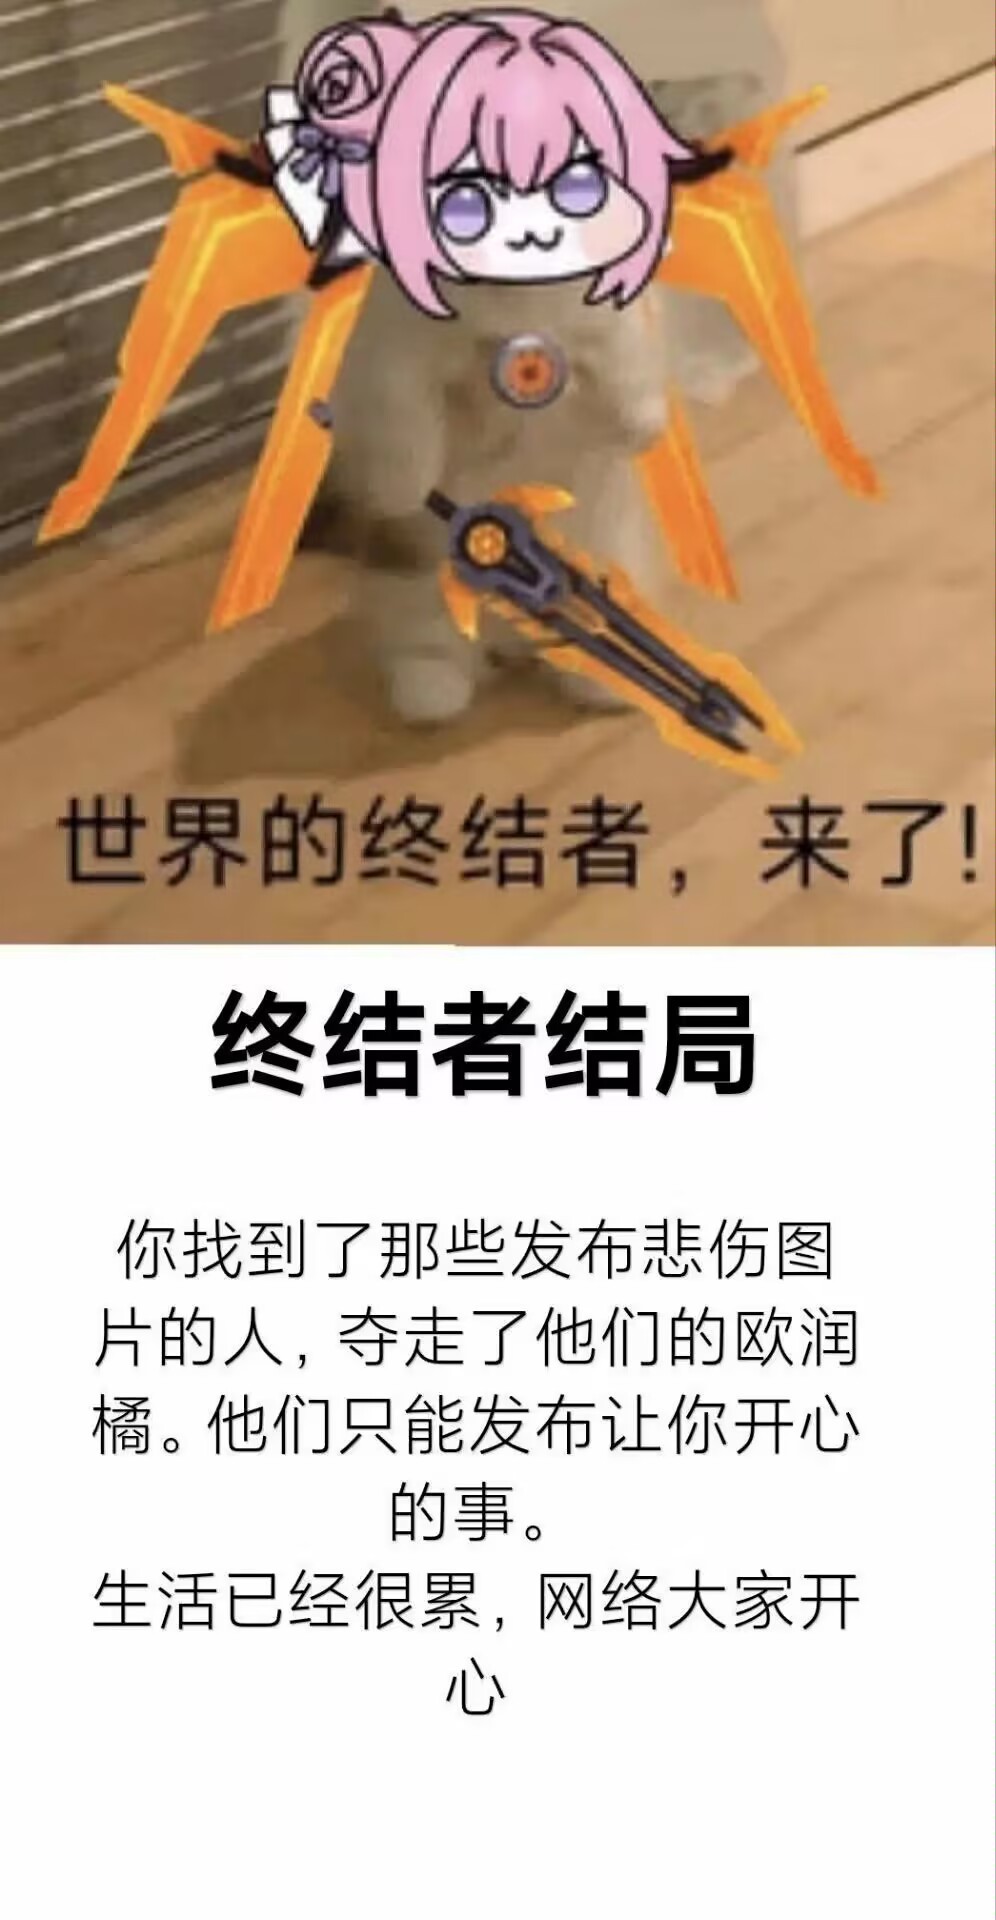 世界的终结者，来了!
终结者结局
你找到了那些发布悲伤图
片的人，夺走了他们的欧润
橘。他们只能发布让你开心
的事。
生活已经很累，网络大家开
心